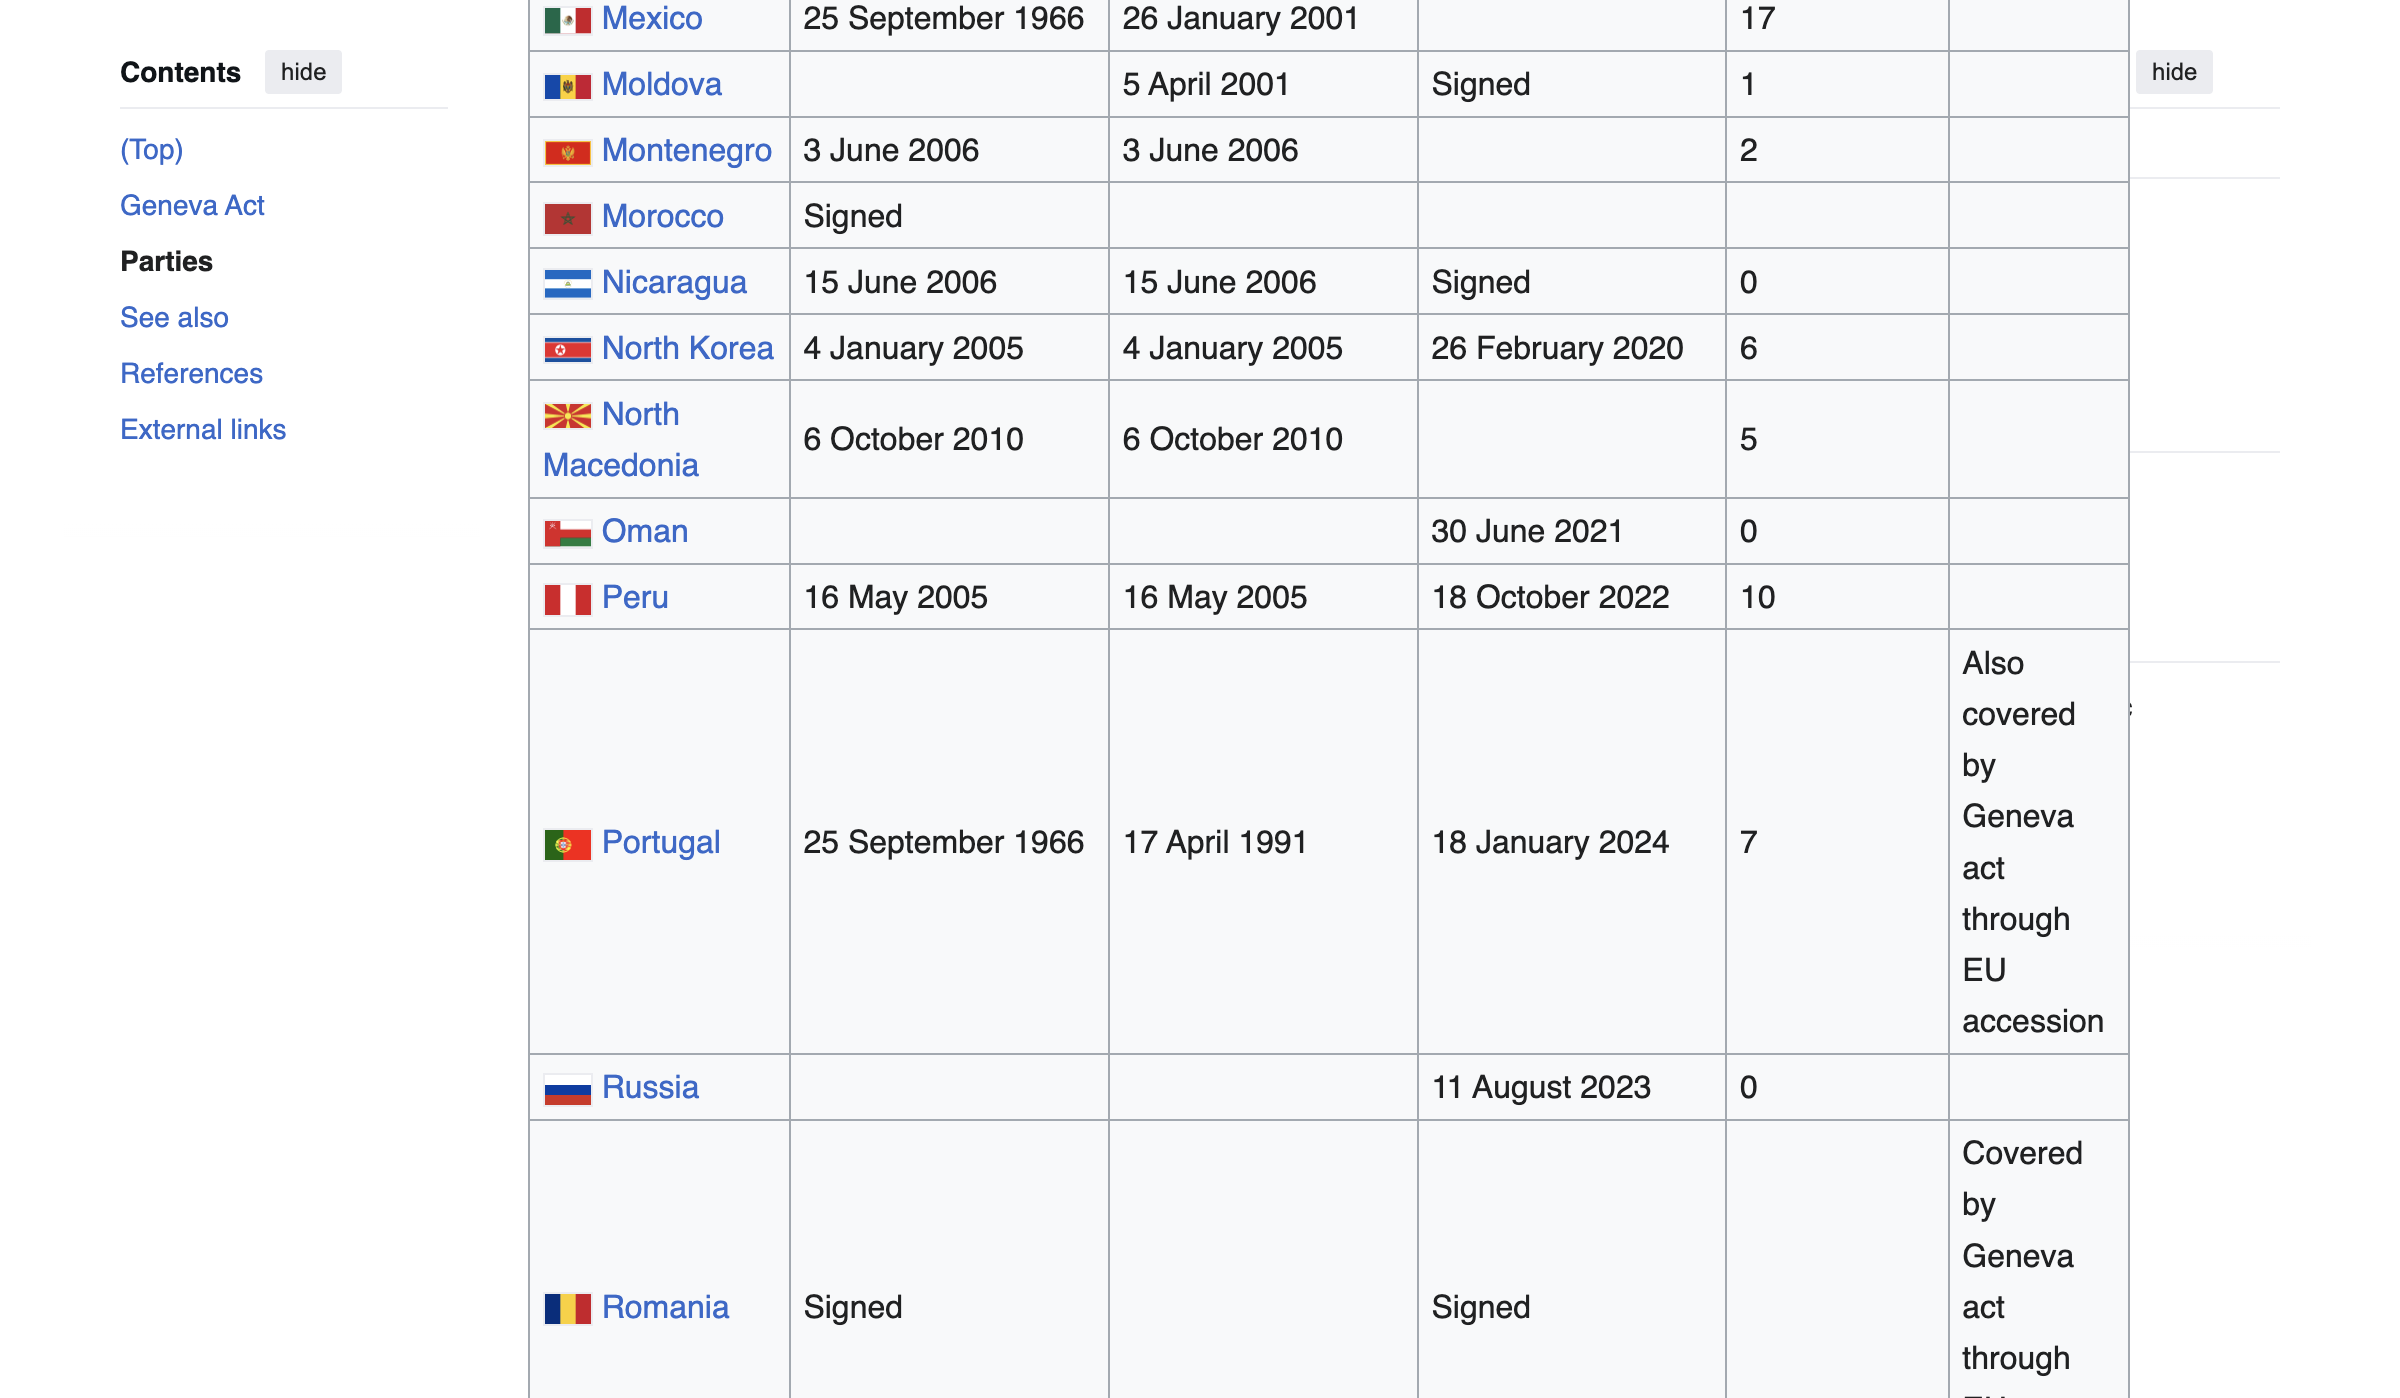 Contents hide
(Top)
Geneva Act
Parties
See also
References
External links
Mexico 25 September 1966 26 January 2001 17
Moldova 5 April 2001 Signed 1
Montenegro 3 June 2006 3 June 2006 2
Morocco Signed
Nicaragua 15 June 2006 15 June 2006 Signed 0
North Korea 4 January 2005 4 January 2005 26 February 2020 6
North
Macedonia 6 October 2010 6 October 2010 5
Oman 30 June 2021 0
Peru 16 May 2005 16 May 2005 18 October 2022 10
Portugal 25 September 1966 17 April 1991 18 January 2024 7
Also
covered
by
Geneva
act
through
EU
accession
Russia 11 August 2023 0
Romania Signed Signed
Covered
by
Geneva
act
through
hide